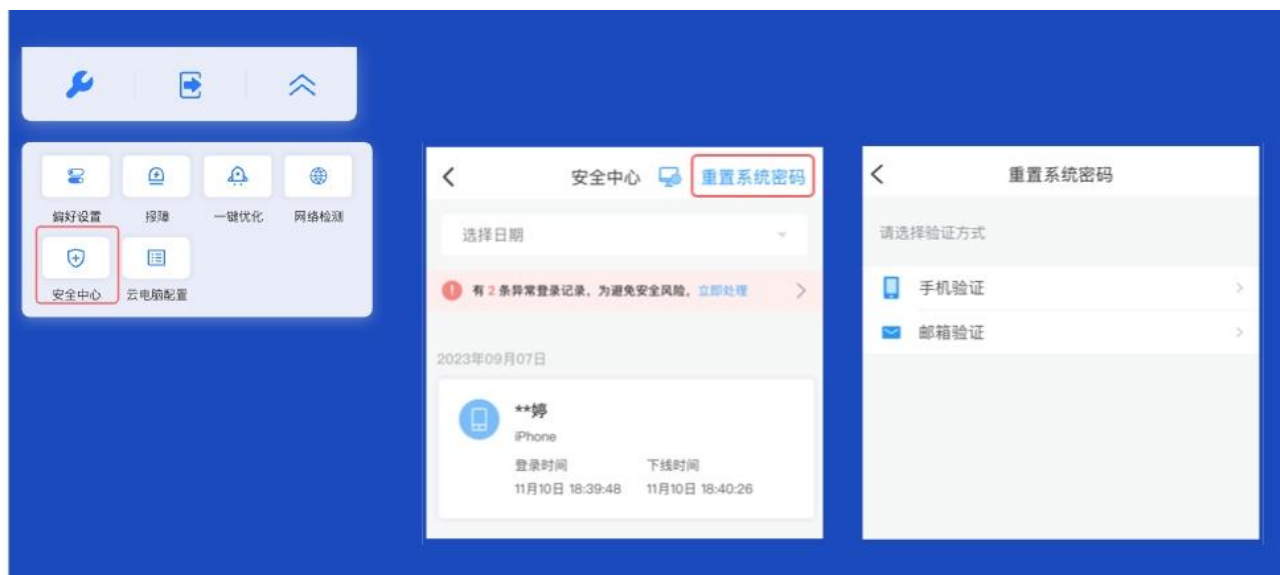 偏好设置 报障 一键优化 网络检测
安全中心 云电脑配置
安全中心 重置系统密码
选择日期
有 2 条异常登录记录，为避免安全风险，立即处理
2023年09月07日
**婷
iPhone
登录时间 下线时间
11月10日 18:39:48 11月10日 18:40:26
重置系统密码
请选择验证方式
手机验证
邮箱验证